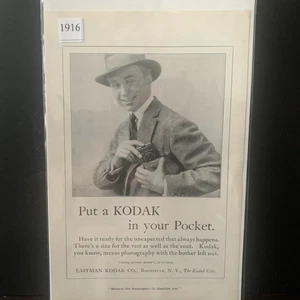 1916
Put a KODAK
in your Pocket.
Have it ready for the unexpected that always happens.
There's a size for the vest as well as the coat. Kodak,
you know, means photography with the bother left out.
EASTMAN KODAK CO., ROCHESTER, N. Y., The Kodak City.